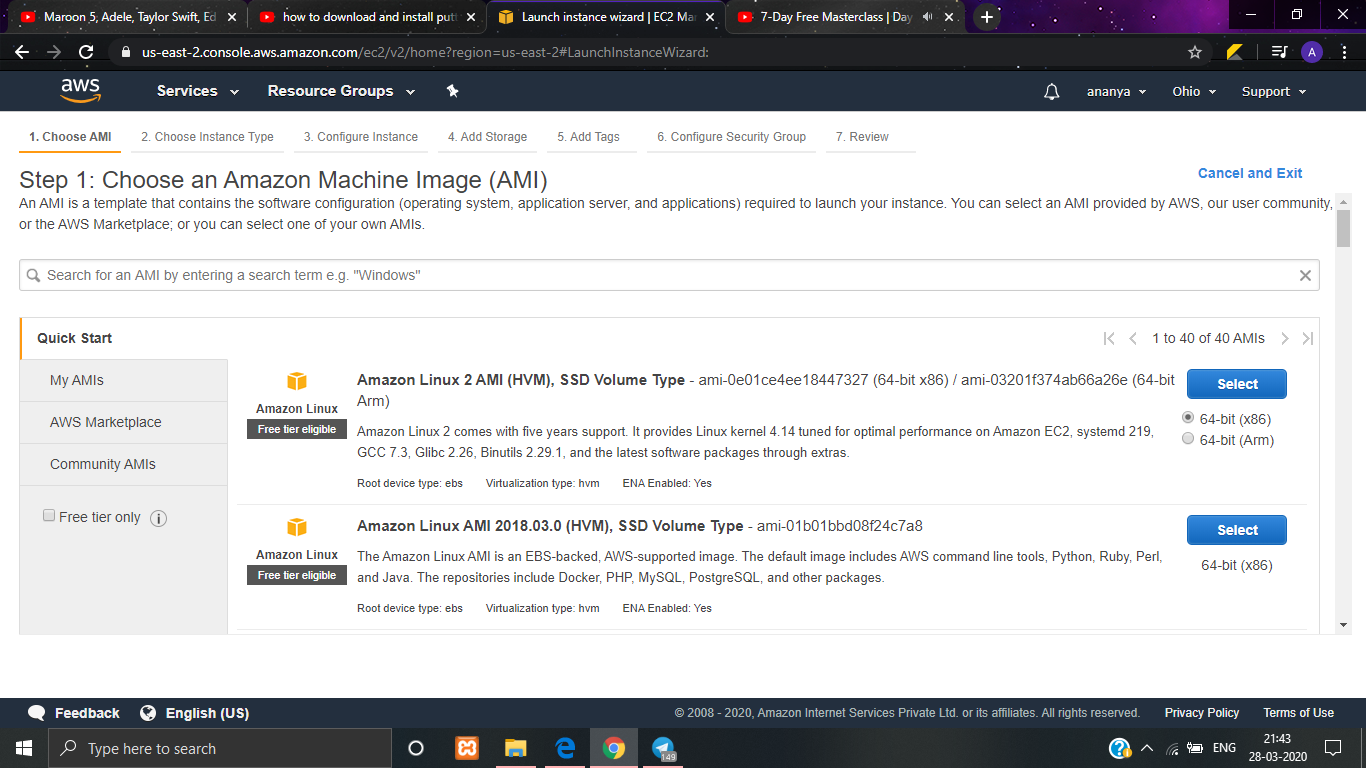 Maroon 5, Adele, Taylor Swift, Ed
how to download and install putt
Launch instance wizard | EC2 Man
7-Day Free Masterclass | Day
us-east-2.console.aws.amazon.com/ec2/v2/home?region=us-east-2#LaunchInstanceWizard:
A
aws
Services
Resource Groups
ananya
Ohio
Support
1. Choose AMI
2. Choose Instance Type
3. Configure Instance
4. Add Storage
5. Add Tags
6. Configure Security Group
7. Review
Step 1: Choose an Amazon Machine Image (AMI)
Cancel and Exit
An AMI is a template that contains the software configuration (operating system, application server, and applications) required to launch your instance. You can select an AMI provided by AWS, our user community,
or the AWS Marketplace; or you can select one of your own AMIs.
Search for an AMI by entering a search term e.g. "Windows"
Quick Start
1 to 40 of 40 AMIs
My AMIs
AWS Marketplace
Community AMIs
Free tier only
Amazon Linux
Free tier eligible
Amazon Linux 2 AMI (HVM), SSD Volume Type - ami-0e01ce4ee18447327 (64-bit x86) / ami-03201f374ab66a26e (64-bit
Arm)
Amazon Linux 2 comes with five years support. It provides Linux kernel 4.14 tuned for optimal performance on Amazon EC2, systemd 219,
GCC 7.3, Glibc 2.26, Binutils 2.29.1, and the latest software packages through extras.
Root device type: ebs Virtualization type: hvm ENA Enabled: Yes
Select
64-bit (x86)
64-bit (Arm)
Amazon Linux
Free tier eligible
Amazon Linux AMI 2018.03.0 (HVM), SSD Volume Type - ami-01b01bbd08f24c7a8
The Amazon Linux AMI is an EBS-backed, AWS-supported image. The default image includes AWS command line tools, Python, Ruby, Perl,
and Java. The repositories include Docker, PHP, MySQL, PostgreSQL, and other packages.
Root device type: ebs Virtualization type: hvm ENA Enabled: Yes
Select
64-bit (x86)
Feedback
English (US)
© 2008 - 2020, Amazon Internet Services Private Ltd. or its affiliates. All rights reserved.
Privacy Policy
Terms of Use
Type here to search
149
ENG
21:43
28-03-2020